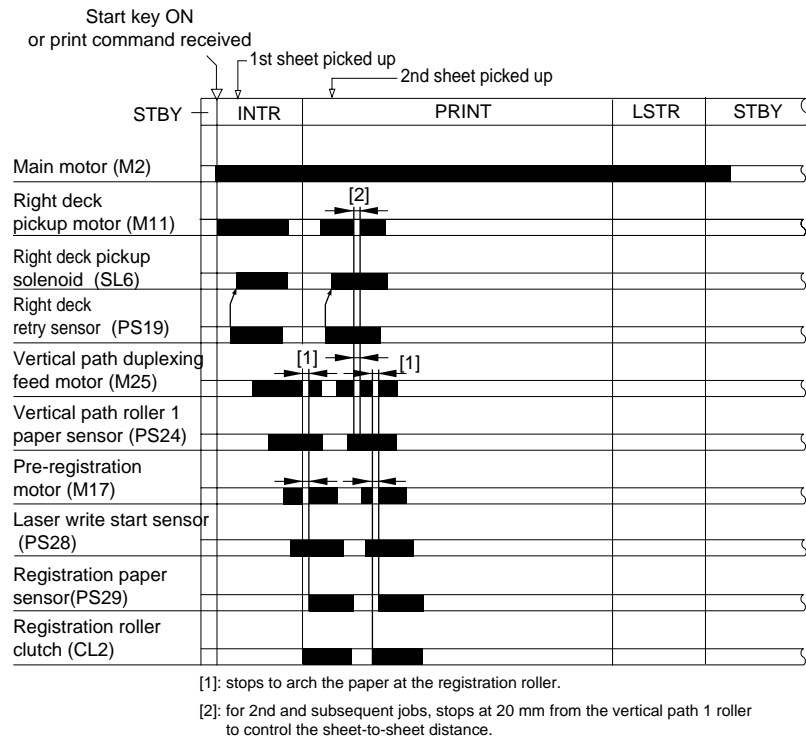 Start key ON
or print command received
1st sheet picked up
2nd sheet picked up
STBY INTR PRINT LSTR STBY
Main motor (M2)
[2]
Right deck
pickup motor (M11)
Right deck pickup
solenoid (SL6)
Right deck
retry sensor (PS19)
[1] [1]
Vertical path duplexing
feed motor (M25)
Vertical path roller 1
paper sensor (PS24)
Pre-registration
motor (M17)
Laser write start sensor
(PS28)
Registration paper
sensor(PS29)
Registration roller
clutch (CL2)
[1]: stops to arch the paper at the registration roller.
[2]: for 2nd and subsequent jobs, stops at 20 mm from the vertical path 1 roller
to control the sheet-to-sheet distance.